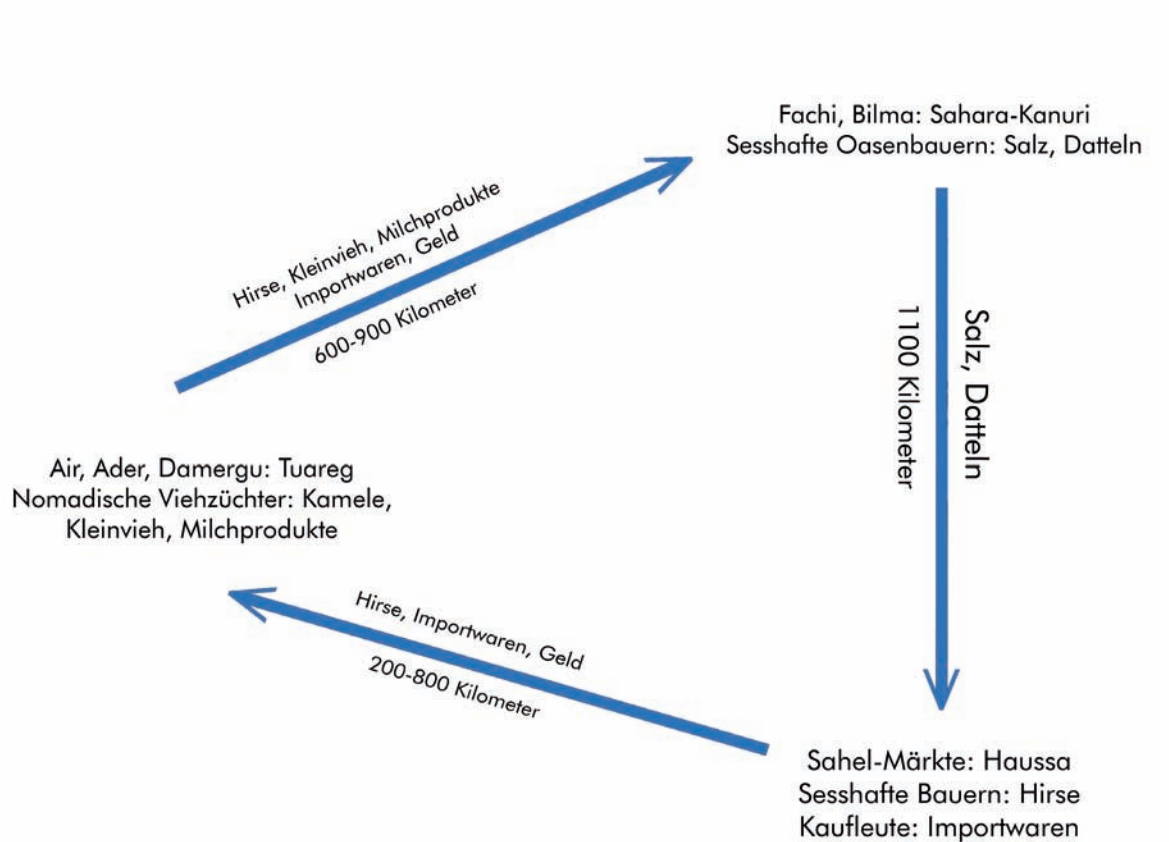 Fachi, Bilma: Sahara-Kanuri
Sesshafte Oasenbauern: Salz, Datteln
Hirse, Kleinvieh, Milchprodukte
Importwaren, Geld
600-900 Kilometer
Salz, Datteln
1100 Kilometer
Air, Ader, Damergu: Tuareg
Nomadische Viehzüchter: Kamele,
Kleinvieh, Milchprodukte
Hirse, Importwaren, Geld
200-800 Kilometer
Sahel-Märkte: Haussa
Sesshafte Bauern: Hirse
Kaufleute: Importwaren